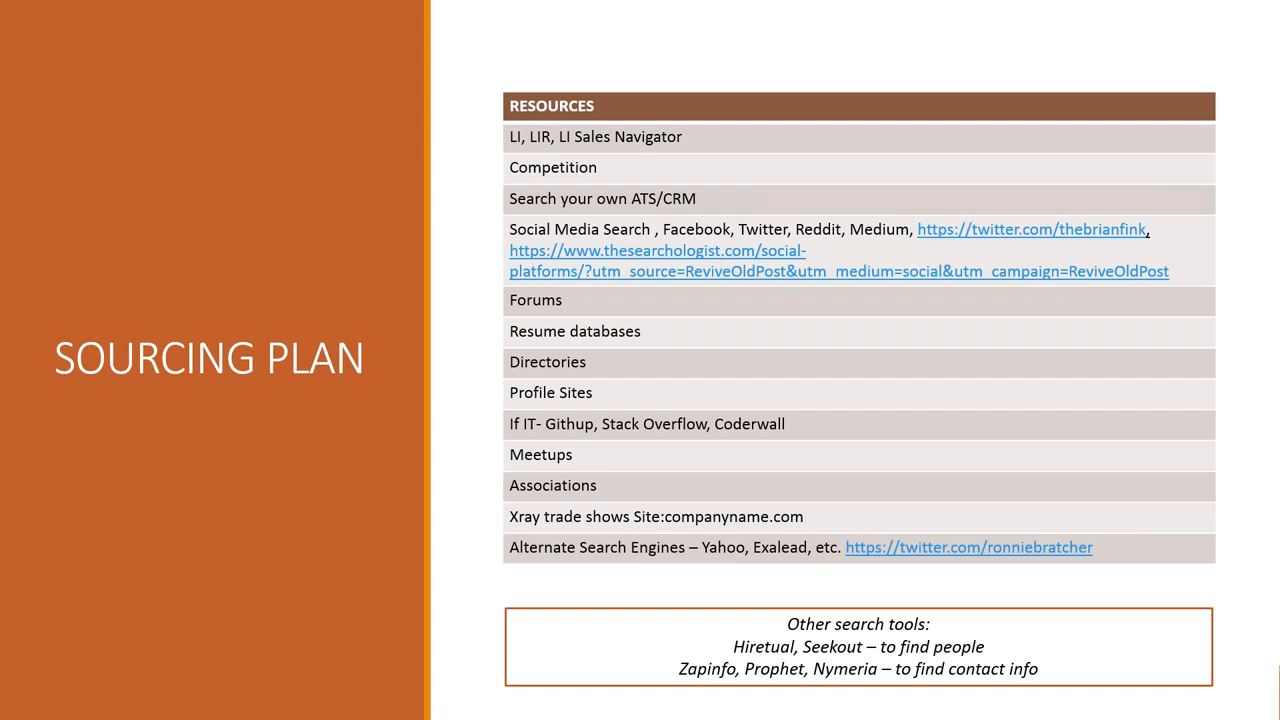 SOURCING PLAN
RESOURCES
LI, LIR, LI Sales Navigator
Competition
Search your own ATS/CRM
Social Media Search , Facebook, Twitter, Reddit, Medium, https://twitter.com/thebrianfink,
https://www.thesearchologist.com/social-
platforms/?utm_source=ReviveOldPost&utm_medium=social&utm_campaign=ReviveOldPost
Forums
Resume databases
Directories
Profile Sites
If IT- Githup, Stack Overflow, Coderwall
Meetups
Associations
Xray trade shows Site:companyname.com
Alternate Search Engines – Yahoo, Exalead, etc. https://twitter.com/ronniebratcher
Other search tools:
Hiretual, Seekout – to find people
Zapinfo, Prophet, Nymeria – to find contact info